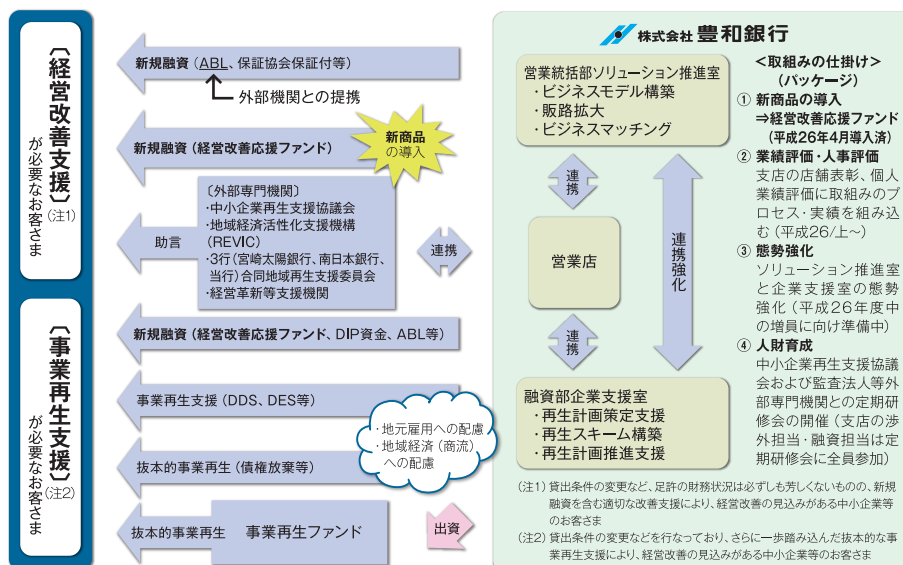 〔経営改善支援〕
が必要なお客さま
(注1)
〔事業再生支援〕
が必要なお客さま
(注2)
新規融資（ABL、保証協会保証付等）
外部機関との提携
新規融資（経営改善応援ファンド）
新商品
の導入
助言
〔外部専門機関〕
・中小企業再生支援協議会
・地域経済活性化支援機構
（REVIC）
・3行（宮崎太陽銀行、南日本銀行、
当行）合同地域再生支援委員会
・経営革新等支援機関
連携
新規融資（経営改善応援ファンド、DIP資金、ABL等）
事業再生支援（DDS、DES等）
・地元雇用への配慮
・地域経済（商流）
への配慮
抜本的事業再生（債権放棄等）
抜本的事業再生
事業再生ファンド
出資
株式会社 豊和銀行
営業統括部ソリューション推進室
・ビジネスモデル構築
・販路拡大
・ビジネスマッチング
連携
営業店
連携
連携強化
融資部企業支援室
・再生計画策定支援
・再生スキーム構築
・再生計画推進支援
＜取組みの仕掛け＞
（パッケージ）
① 新商品の導入
⇒経営改善応援ファンド
（平成26年4月導入済）
② 業績評価・人事評価
支店の店舗表彰、個人
業績評価に取組みのプ
ロセス・実績を組み込
む（平成26/上～）
③ 態勢強化
ソリューション推進室
と企業支援室の態勢
強化（平成26年度中
の増員に向け準備中）
④ 人財育成
中小企業再生支援協議
会および監査法人等外
部専門機関との定期研
修会の開催（支店の渉
外担当・融資担当は定
期研修会に全員参加）
（注1）貸出条件の変更など、足許の財務状況は必ずしも芳しくないものの、新規
融資を含む適切な改善支援により、経営改善の見込みがある中小企業等
のお客さま
（注2）貸出条件の変更などを行なっており、さらに一歩踏み込んだ抜本的な事
業再生支援により、経営改善の見込みがある中小企業等のお客さま